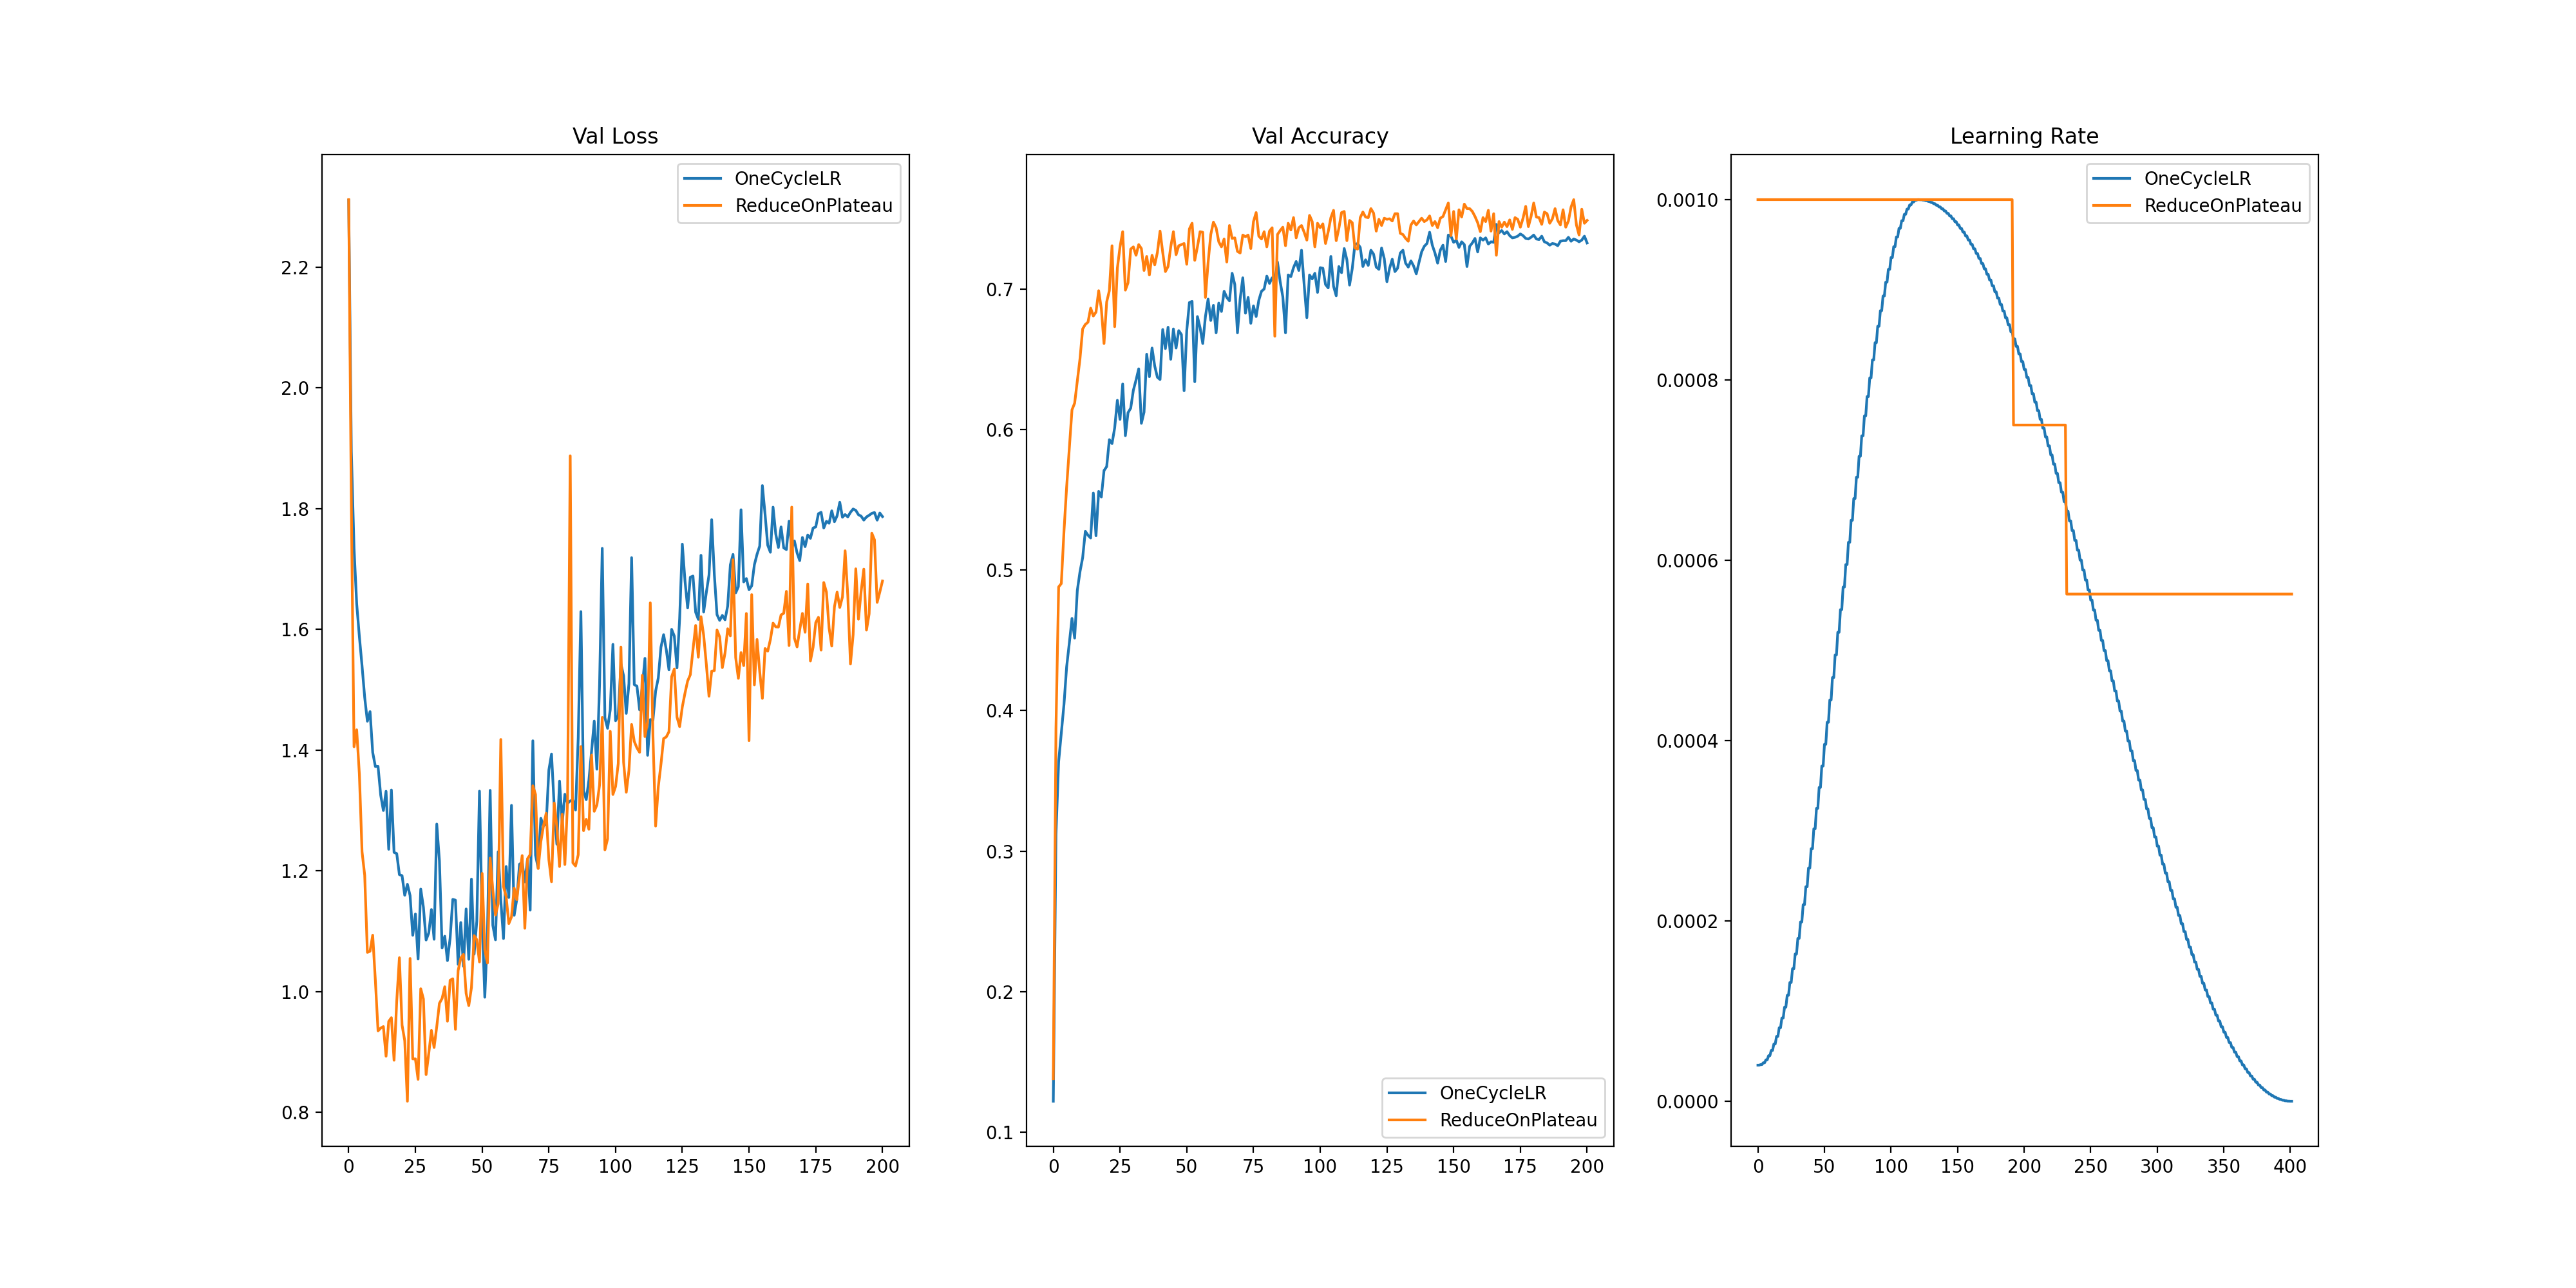 Val Loss
OneCycleLR
ReduceOnPlateau
2.2
2.0
1.8
1.6
1.4
1.2
1.0
0.8
0 25 50 75 100 125 150 175 200
Val Accuracy
0.7
0.6
0.5
0.4
0.3
0.2
0.1
OneCycleLR
ReduceOnPlateau
0 25 50 75 100 125 150 175 200
Learning Rate
OneCycleLR
ReduceOnPlateau
0.0010
0.0008
0.0006
0.0004
0.0002
0.0000
0 50 100 150 200 250 300 350 400